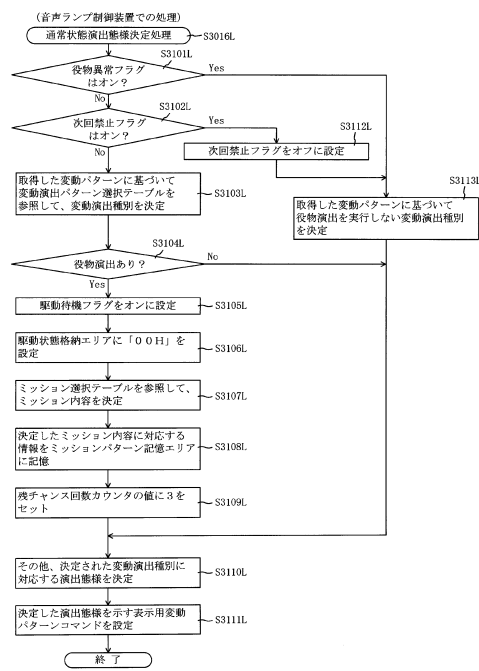 （音声ランプ制御装置での処理）
通常状態演出態様決定処理
S3016L
役物異常フラグ
はオン？
S3101L
Yes
No
次回禁止フラグ
はオン？
S3102L
Yes
No
次回禁止フラグをオフに設定
S3112L
取得した変動パターンに基づいて
変動演出パターン選択テーブルを
参照して、変動演出種別を決定
S3103L
取得した変動パターンに基づいて
役物演出を実行しない変動演出種別
を決定
S3113L
役物演出あり？
S3104L
No
Yes
駆動待機フラグをオンに設定
S3105L
駆動状態格納エリアに「００Ｈ」を
設定
S3106L
ミッション選択テーブルを参照して、
ミッション内容を決定
S3107L
決定したミッション内容に対応する
情報をミッションパターン記憶エリア
に記憶
S3108L
残チャンス回数カウンタの値に３を
セット
S3109L
その他、決定された変動演出種別に
対応する演出態様を決定
S3110L
決定した演出態様を示す表示用変動
パターンコマンドを設定
S3111L
終了